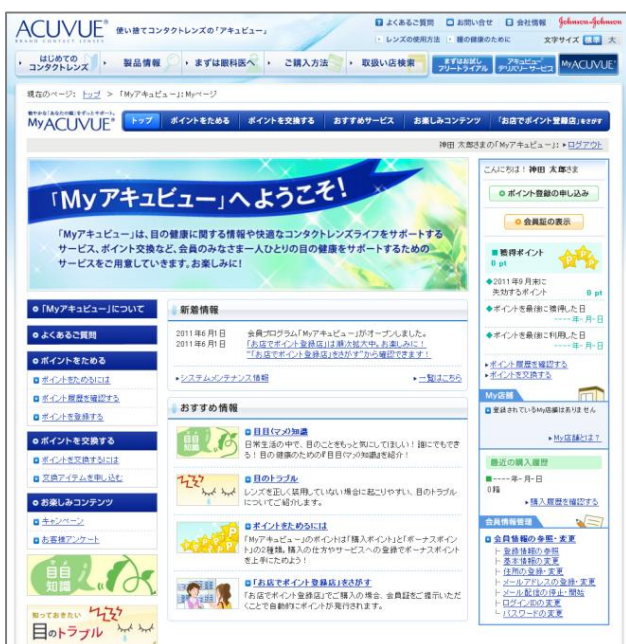 ACUVUE®
BRAND CONTACT LENSES
使い捨てコンタクトレンズの「アキュビュー」
よくあるご質問
お問い合せ
会社情報
Johnson & Johnson
レンズの使用方法
瞳の健康のために
文字サイズ 標準 大
はじめてのコンタクトレンズ
製品情報
まずは眼科医へ
ご購入方法
取扱い店検索
まずはお試しフリートライアル
アキュビュー®デリバリーサービス
MyACUVUE®
現在のページ: トップ > 「Myアキュビュー」: Myページ
健やかな「あなたの瞳」をずっとサポート。
MyACUVUE®
トップ
ポイントをためる
ポイントを交換する
おすすめサービス
お楽しみコンテンツ
「お店でポイント登録店」をさがす
神田 太郎さまの「Myアキュビュー」: ログアウト
「Myアキュビュー」へようこそ!
「Myアキュビュー」は、目の健康に関する情報や快適なコンタクトレンズライフをサポートする
サービス、ポイント交換など、会員のみなさま一人ひとりの目の健康をサポートするための
サービスをご用意していきます。お楽しみに!
こんにちは! 神田 太郎さま
ポイント登録の申し込み
会員証の表示
■獲得ポイント
0 pt
◆2011年9月末に
失効するポイント 0 pt
◆ポイントを最後に獲得した日
----年-月-日
◆ポイントを最後に利用した日
----年-月-日
ポイント履歴を確認する
ポイントを交換する
My店舗
登録されているMy店舗はありません
My店舗とは?
最近の購入履歴
■----年-月-日
0箱
購入履歴を確認する
会員情報管理
会員情報の参照・変更
登録情報の参照
基本情報の変更
住所の登録・変更
メールアドレスの登録・変更
メール配信の停止・開始
ログインIDの変更
パスワードの変更
「Myアキュビュー」について
よくあるご質問
ポイントをためる
ポイントをためるには
ポイント履歴を確認する
ポイントを登録する
ポイントを交換する
ポイントを交換するには
交換アイテムを申し込む
お楽しみコンテンツ
キャンペーン
お客様アンケート
目目知識
知っておきたい
目のトラブル
新着情報
2011年6月1日 会員プログラム「Myアキュビュー」がオープンしました。
2011年6月1日 「お店でポイント登録店」は順次拡大中。お楽しみに!
"「お店でポイント登録店」をさがす"から確認できます!
システムメンテナンス情報
一覧はこちら
おすすめ情報
目目知識
目目(マメ)知識
日常生活の中で、目のことをもっと気にしてほしい! 誰にでもでき
る! 目の健康のための『目目(マメ)知識』を紹介!
目のトラブル
レンズを正しく装用していない場合に起こりやすい、目のトラブル
についてご紹介します。
ポイントをためるには
「Myアキュビュー」のポイントは「購入ポイント」と「ボーナスポイン
ト」の2種類。購入の仕方やサービスへの登録でボーナスポイント
を上手にためよう!
「お店でポイント登録店」をさがす
「お店でポイント登録店」でご購入の場合、会員証をご提示いただ
くことで自動的にポイントが発行されます。